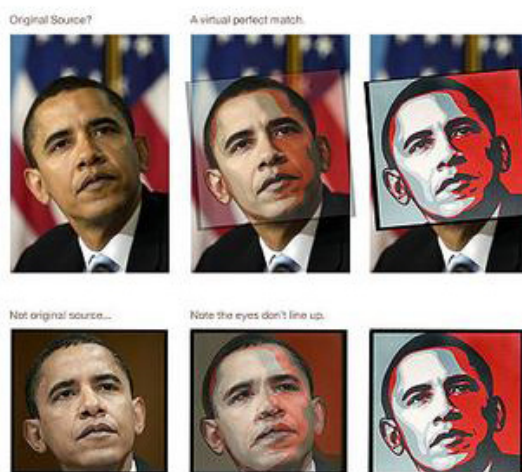 Original Source?
A virtual perfect match.
Not original source...
Note the eyes don't line up.